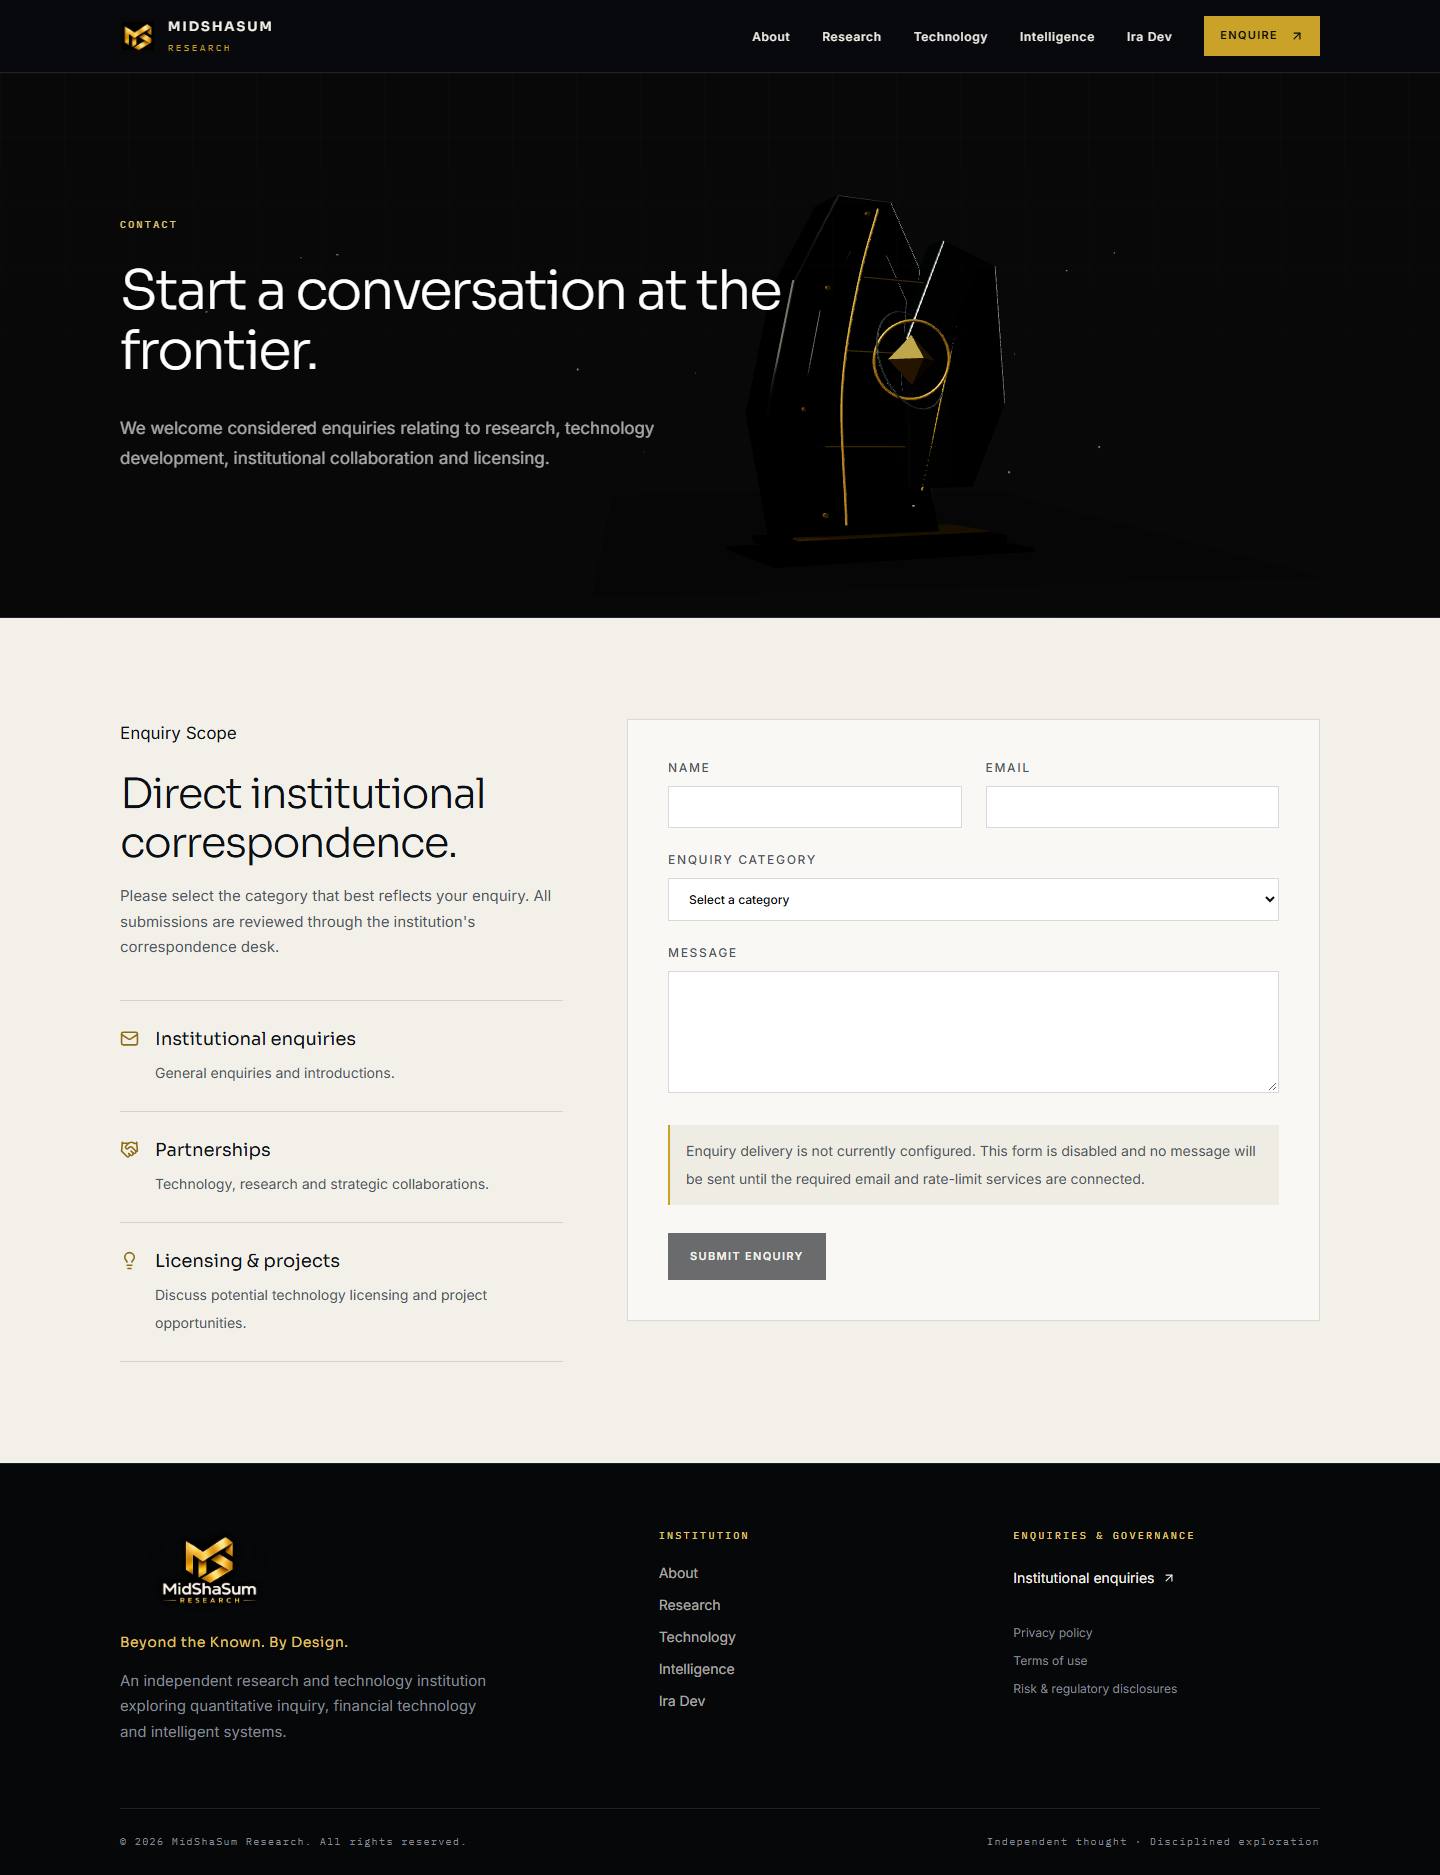 MIDSHASUM
RESEARCH
About
Research
Technology
Intelligence
Ira Dev
ENQUIRE
CONTACT
Start a conversation at the
frontier.
We welcome considered enquiries relating to research, technology
development, institutional collaboration and licensing.
Enquiry Scope
Direct institutional
correspondence.
Please select the category that best reflects your enquiry. All
submissions are reviewed through the institution's
correspondence desk.
Institutional enquiries
General enquiries and introductions.
Partnerships
Technology, research and strategic collaborations.
Licensing & projects
Discuss potential technology licensing and project
opportunities.
NAME
EMAIL
ENQUIRY CATEGORY
Select a category
MESSAGE
Enquiry delivery is not currently configured. This form is disabled and no message will
be sent until the required email and rate-limit services are connected.
SUBMIT ENQUIRY
MidShaSum
RESEARCH
Beyond the Known. By Design.
An independent research and technology institution
exploring quantitative inquiry, financial technology
and intelligent systems.
INSTITUTION
About
Research
Technology
Intelligence
Ira Dev
ENQUIRIES & GOVERNANCE
Institutional enquiries
Privacy policy
Terms of use
Risk & regulatory disclosures
© 2026 MidShaSum Research. All rights reserved.
Independent thought · Disciplined exploration